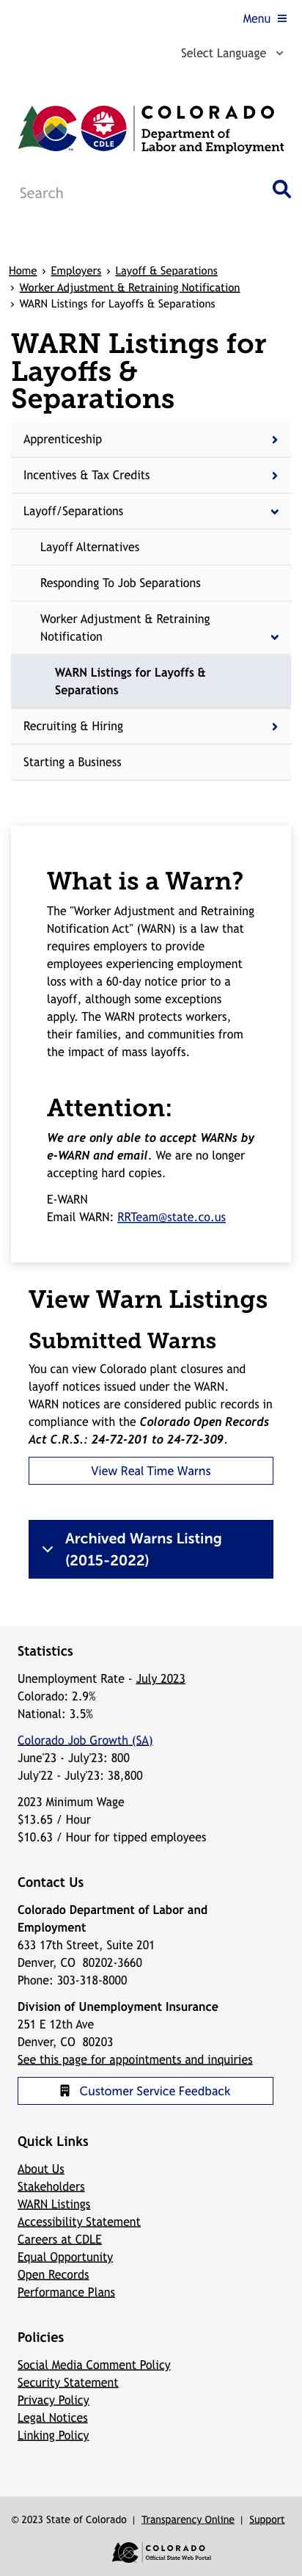 Menu
Select Language
CDLE
COLORADO
Department of
Labor and Employment
Search
Home › Employers › Layoff & Separations
› Worker Adjustment & Retraining Notification
› WARN Listings for Layoffs & Separations
WARN Listings for
Layoffs &
Separations
Apprenticeship
Incentives & Tax Credits
Layoff/Separations
Layoff Alternatives
Responding To Job Separations
Worker Adjustment & Retraining
Notification
WARN Listings for Layoffs &
Separations
Recruiting & Hiring
Starting a Business
What is a Warn?
The "Worker Adjustment and Retraining
Notification Act" (WARN) is a law that
requires employers to provide
employees experiencing employment
loss with a 60-day notice prior to a
layoff, although some exceptions
apply. The WARN protects workers,
their families, and communities from
the impact of mass layoffs.
Attention:
We are only able to accept WARNs by
e-WARN and email. We are no longer
accepting hard copies.
E-WARN
Email WARN: RRTeam@state.co.us
View Warn Listings
Submitted Warns
You can view Colorado plant closures and
layoff notices issued under the WARN.
WARN notices are considered public records in
compliance with the Colorado Open Records
Act C.R.S.: 24-72-201 to 24-72-309.
View Real Time Warns
Archived Warns Listing
(2015-2022)
Statistics
Unemployment Rate - July 2023
Colorado: 2.9%
National: 3.5%
Colorado Job Growth (SA)
June'23 - July'23: 800
July'22 - July'23: 38,800
2023 Minimum Wage
$13.65 / Hour
$10.63 / Hour for tipped employees
Contact Us
Colorado Department of Labor and
Employment
633 17th Street, Suite 201
Denver, CO 80202-3660
Phone: 303-318-8000
Division of Unemployment Insurance
251 E 12th Ave
Denver, CO 80203
See this page for appointments and inquiries
Customer Service Feedback
Quick Links
About Us
Stakeholders
WARN Listings
Accessibility Statement
Careers at CDLE
Equal Opportunity
Open Records
Performance Plans
Policies
Social Media Comment Policy
Security Statement
Privacy Policy
Legal Notices
Linking Policy
© 2023 State of Colorado | Transparency Online | Support
COLORADO
Official State Web Portal